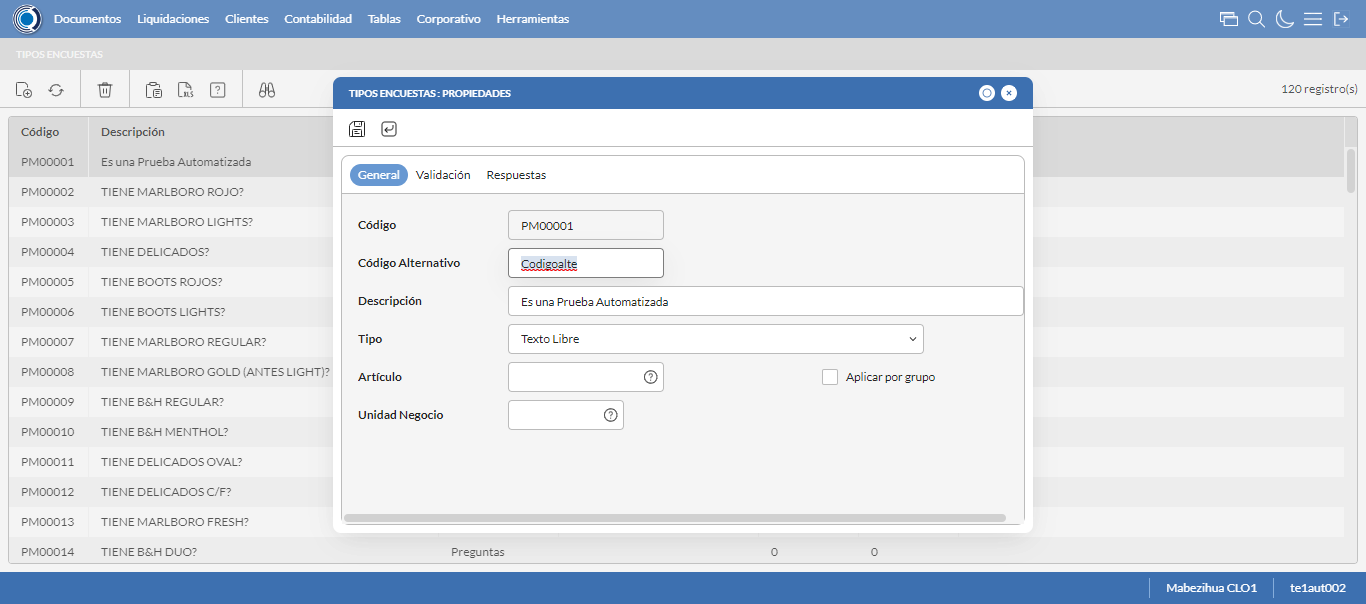 Documentos Liquidaciones Clientes Contabilidad Tablas Corporativo Herramientas
TIPOS ENCUESTAS
XLS ?
120 registro(s)
Código Descripción
PM00001 Es una Prueba Automatizada
PM00002 TIENE MARLBORO ROJO?
PM00003 TIENE MARLBORO LIGHTS?
PM00004 TIENE DELICADOS?
PM00005 TIENE BOOTS ROJOS?
PM00006 TIENE BOOTS LIGHTS?
PM00007 TIENE MARLBORO REGULAR?
PM00008 TIENE MARLBORO GOLD (ANTES LIGHT)?
PM00009 TIENE B&H REGULAR?
PM00010 TIENE B&H MENTHOL?
PM00011 TIENE DELICADOS OVAL?
PM00012 TIENE DELICADOS C/F?
PM00013 TIENE MARLBORO FRESH?
PM00014 TIENE B&H DUO? Preguntas 0 0
TIPOS ENCUESTAS : PROPIEDADES
General Validación Respuestas
Código PM00001
Código Alternativo Codigoalte
Descripción Es una Prueba Automatizada
Tipo Texto Libre
Artículo ? Aplicar por grupo
Unidad Negocio ?
Mabezihua CLO1 te1aut002